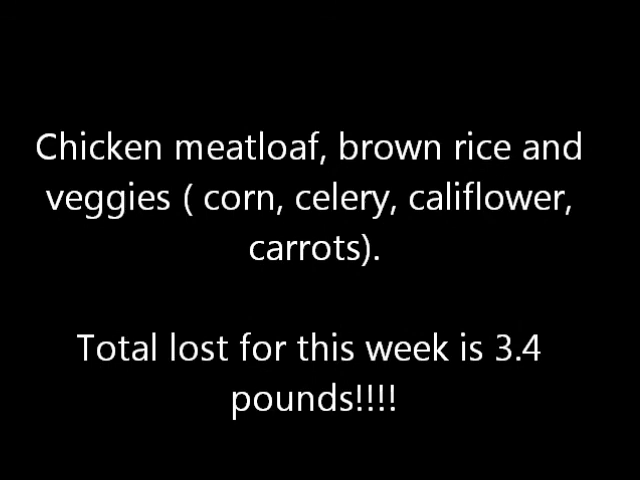 Chicken meatloaf, brown rice and
veggies ( corn, celery, califlower,
carrots).
Total lost for this week is 3.4
pounds!!!!